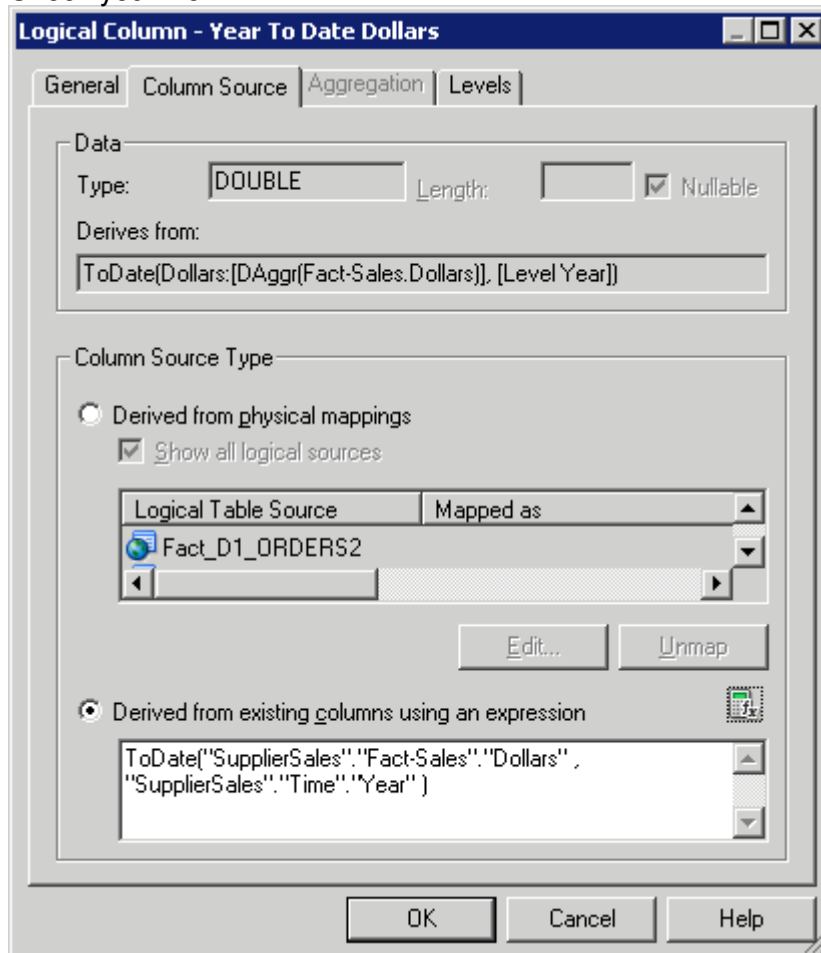 Logical Column - Year To Date Dollars
General Column Source Aggregation Levels
Data
Type: DOUBLE Length: Nullable
Derives from:
ToDate(Dollars:[DAggr(Fact-Sales.Dollars)], [Level Year])
Column Source Type
Derived from physical mappings
Show all logical sources
Logical Table Source Mapped as
Fact_D1_ORDERS2
Edit... Unmap
Derived from existing columns using an expression
ToDate("SupplierSales"."Fact-Sales"."Dollars" ,
"SupplierSales"."Time"."Year" )
OK Cancel Help